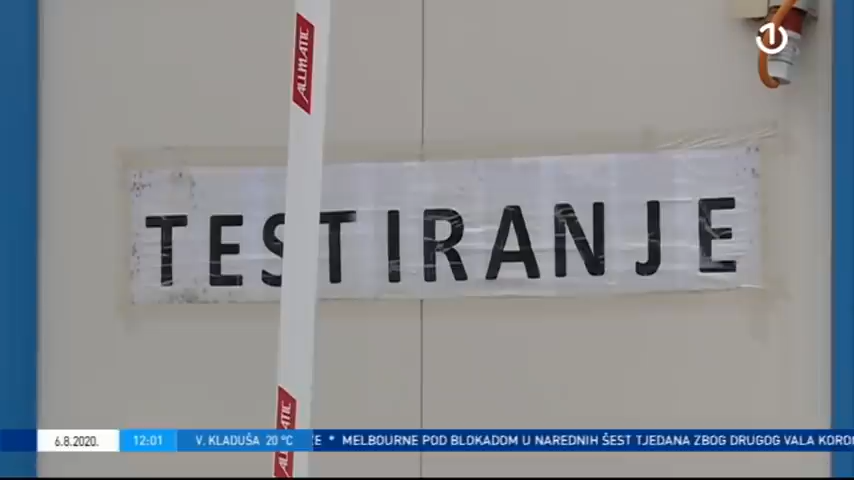 ALLMATIC
1
TESTIRANJE
ALLMATIC
6.8.2020. 12:01 V. KLADUŠA 20 °C * MELBOURNE POD BLOKADOM U NAREDNIH ŠEST TJEDANA ZBOG DRUGOG VALA